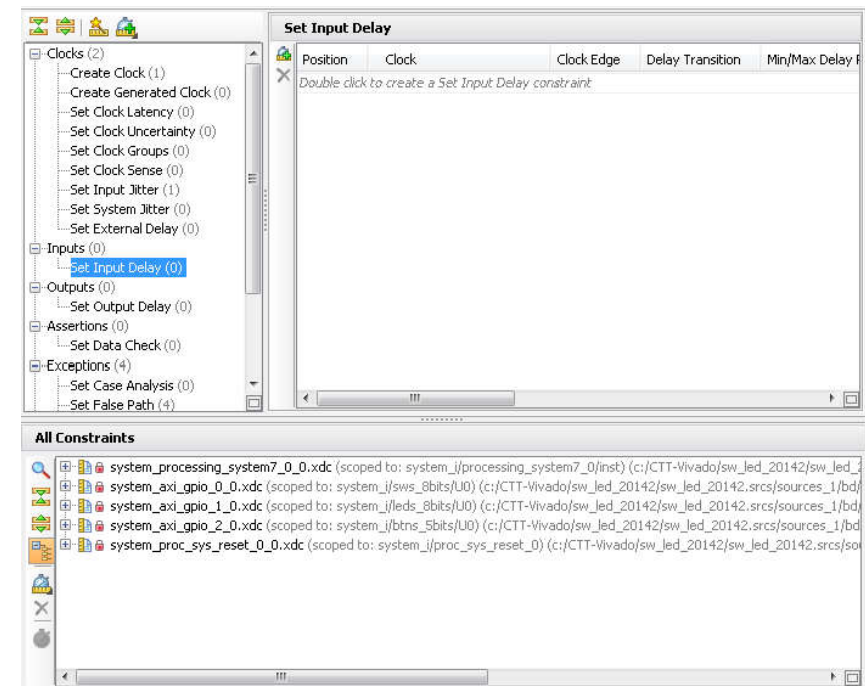 Set Input Delay
Clocks (2)
Create Clock (1)
Create Generated Clock (0)
Set Clock Latency (0)
Set Clock Uncertainty (0)
Set Clock Groups (0)
Set Clock Sense (0)
Set Input Jitter (1)
Set System Jitter (0)
Set External Delay (0)
Inputs (0)
Set Input Delay (0)
Outputs (0)
Set Output Delay (0)
Assertions (0)
Set Data Check (0)
Exceptions (4)
Set Case Analysis (0)
Set False Path (4)
Position Clock Clock Edge Delay Transition Min/Max Delay
Double click to create a Set Input Delay constraint
All Constraints
system_processing_system7_0_0.xdc (scoped to: system_i/processing_system7_0/inst) (c:/CTT-Vivado/sw_led_20142/sw_led_2
system_axi_gpio_0_0.xdc (scoped to: system_i/sws_8bits/U0) (c:/CTT-Vivado/sw_led_20142/sw_led_20142.srcs/sources_1/bd/
system_axi_gpio_1_0.xdc (scoped to: system_i/leds_8bits/U0) (c:/CTT-Vivado/sw_led_20142/sw_led_20142.srcs/sources_1/bd/
system_axi_gpio_2_0.xdc (scoped to: system_i/btns_5bits/U0) (c:/CTT-Vivado/sw_led_20142/sw_led_20142.srcs/sources_1/bd
system_proc_sys_reset_0_0.xdc (scoped to: system_i/proc_sys_reset_0) (c:/CTT-Vivado/sw_led_20142/sw_led_20142.srcs/so